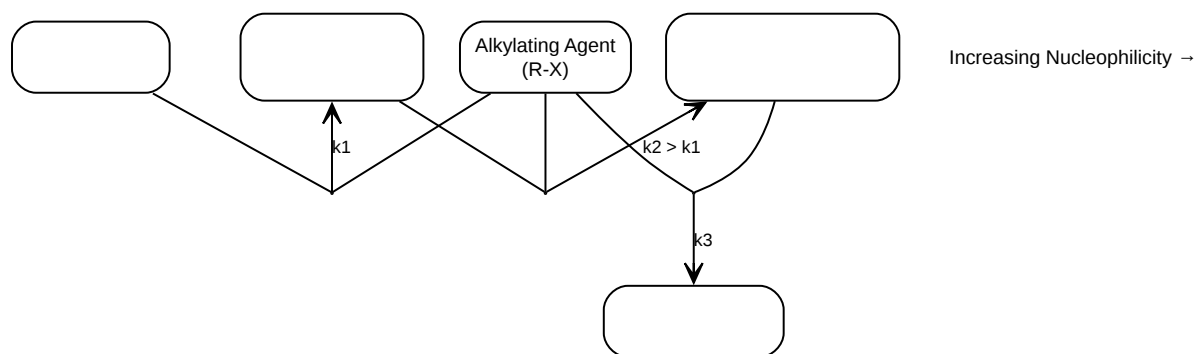 Alkylating Agent
(R-X)
Increasing Nucleophilicity →
k1
k2 > k1
k3